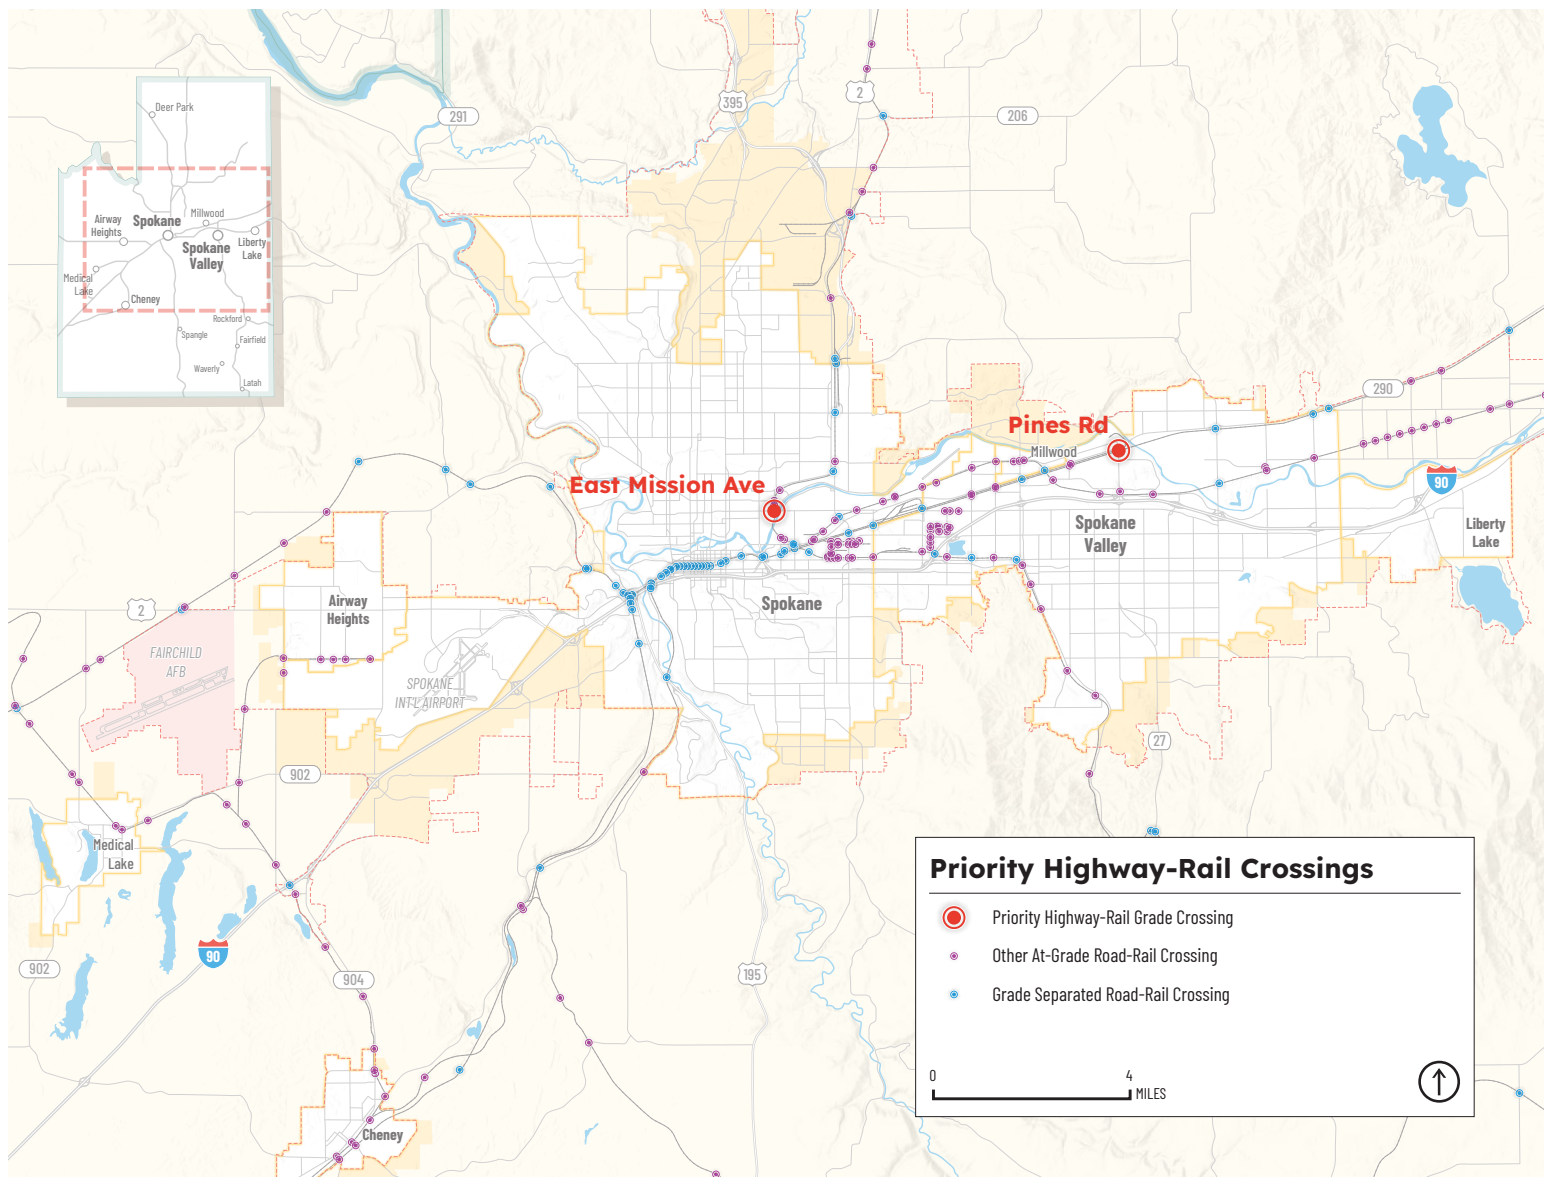 395
2
291
206
Deer Park
Spokane
Millwood
Airway
Heights
Spokane
Valley
Liberty
Lake
Medical
Lake
Cheney
Rockford
Spangle
Fairfield
Waverly
Latah
290
Pines Rd
Millwood
East Mission Ave
90
Spokane
Valley
Liberty
Lake
Airway
Heights
2
Spokane
FAIRCHILD
AFB
SPOKANE
INT'L AIRPORT
27
902
Medical
Lake
902
90
904
195
Cheney
Priority Highway-Rail Crossings
Priority Highway-Rail Grade Crossing
Other At-Grade Road-Rail Crossing
Grade Separated Road-Rail Crossing
0 4
MILES